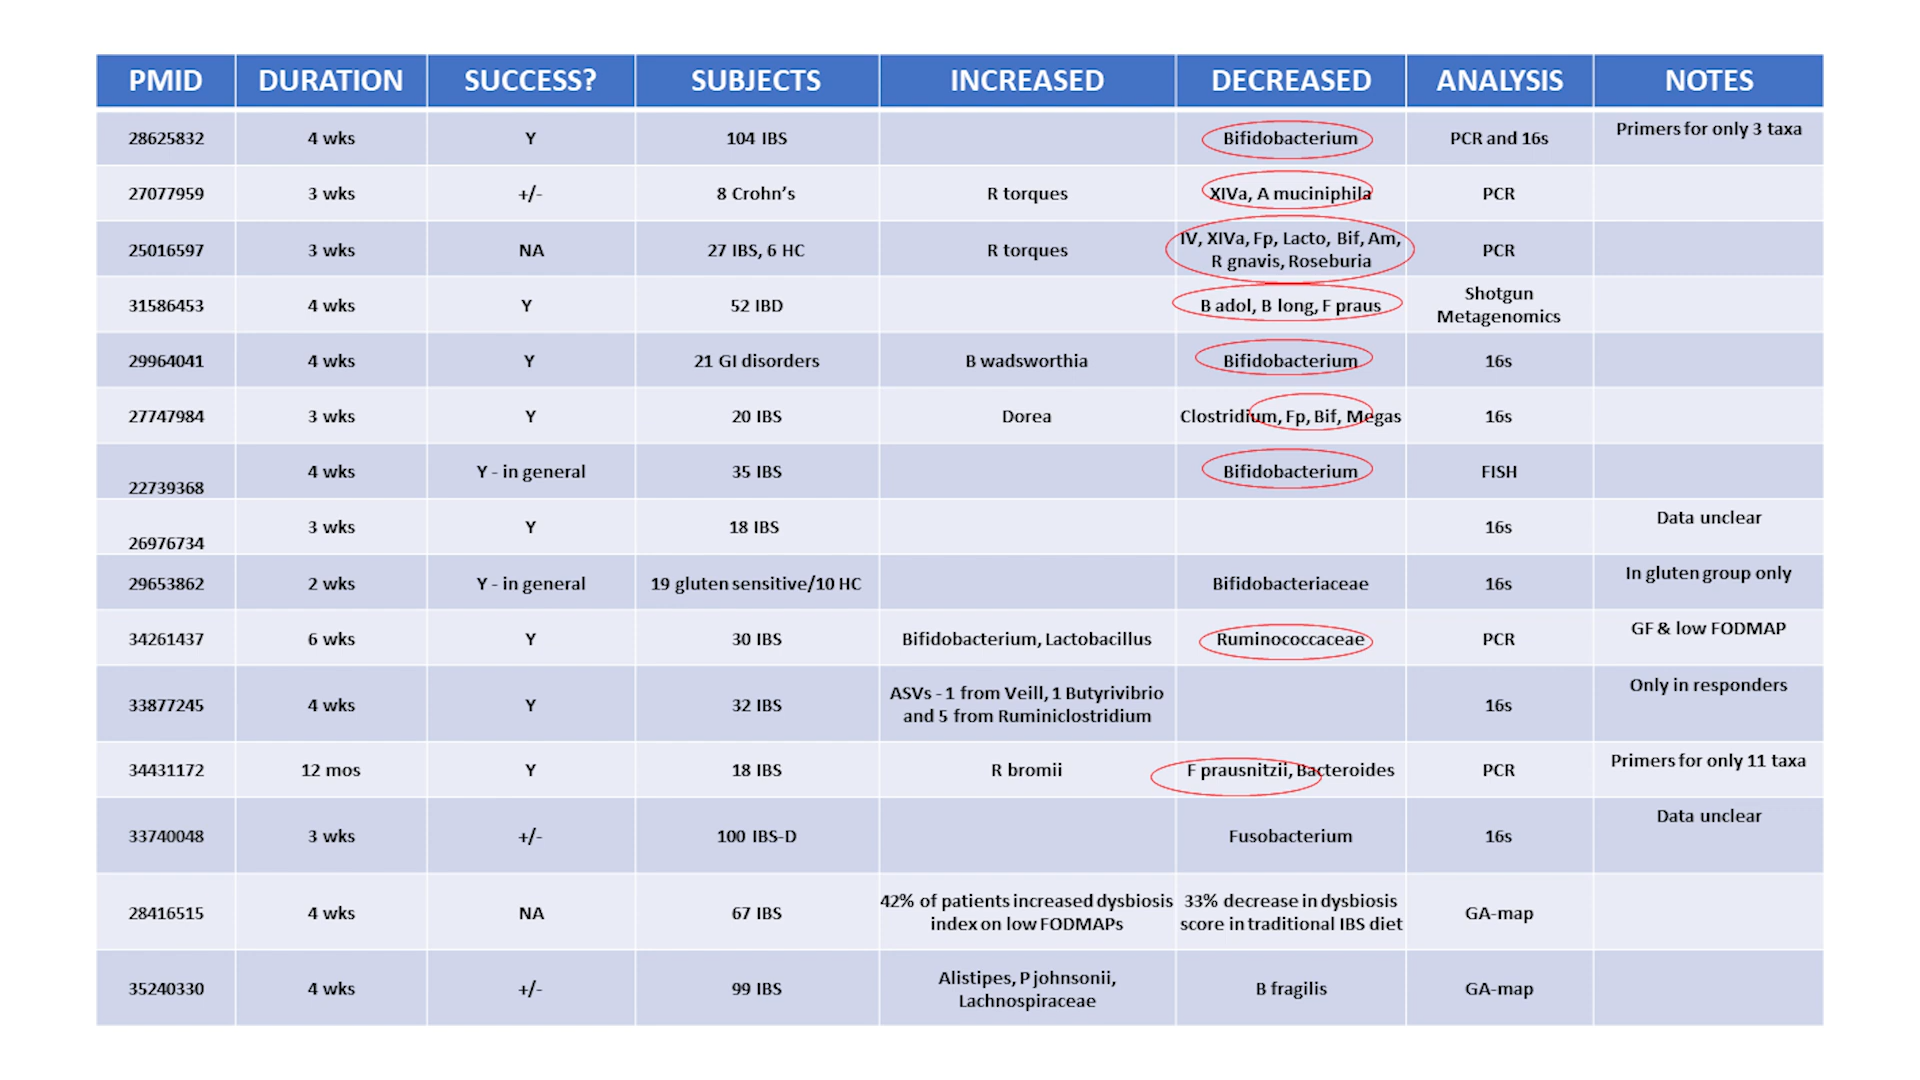 PMID DURATION SUCCESS? SUBJECTS INCREASED DECREASED ANALYSIS NOTES
28625832 4 wks Y 104 IBS Bifidobacterium PCR and 16s Primers for only 3 taxa
27077959 3 wks +/- 8 Crohn’s R torques XIVa, A muciniphila PCR
25016597 3 wks NA 27 IBS, 6 HC R torques IV, XIVa, Fp, Lacto, Bif, Am,
R gnavis, Roseburia PCR
31586453 4 wks Y 52 IBD B adol, B long, F praus Shotgun
Metagenomics
29964041 4 wks Y 21 GI disorders B wadsworthia Bifidobacterium 16s
27747984 3 wks Y 20 IBS Dorea Clostridium, Fp, Bif, Megas 16s
22739368 4 wks Y - in general 35 IBS Bifidobacterium FISH
26976734 3 wks Y 18 IBS 16s Data unclear
29653862 2 wks Y - in general 19 gluten sensitive/10 HC Bifidobacteriaceae 16s In gluten group only
34261437 6 wks Y 30 IBS Bifidobacterium, Lactobacillus Ruminococcaceae PCR GF & low FODMAP
33877245 4 wks Y 32 IBS ASVs - 1 from Veill, 1 Butyrivibrio
and 5 from Ruminiclostridium 16s Only in responders
34431172 12 mos Y 18 IBS R bromii F prausnitzii, Bacteroides PCR Primers for only 11 taxa
33740048 3 wks +/- 100 IBS-D Fusobacterium 16s Data unclear
28416515 4 wks NA 67 IBS 42% of patients increased dysbiosis
index on low FODMAPs 33% decrease in dysbiosis
score in traditional IBS diet GA-map
35240330 4 wks +/- 99 IBS Alistipes, P johnsonii,
Lachnospiraceae B fragilis GA-map